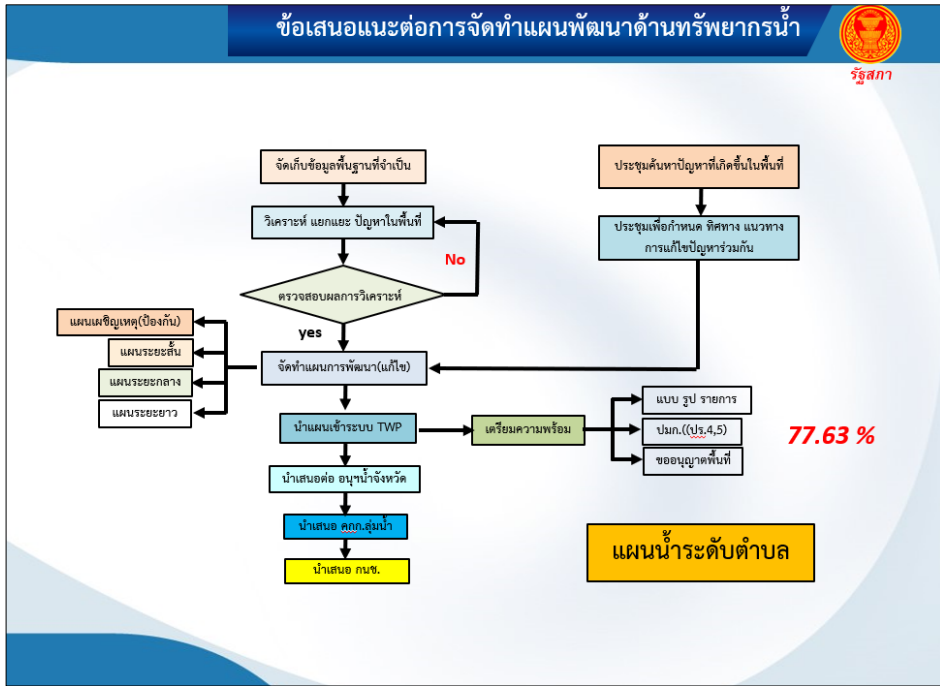 ข้อเสนอแนะต่อการจัดทำแผนพัฒนาด้านทรัพยากรน้ำ
รัฐสภา
จัดเก็บข้อมูลพื้นฐานที่จำเป็น
ประชุมค้นหาปัญหาที่เกิดขึ้นในพื้นที่
วิเคราะห์ แยกแยะ ปัญหาในพื้นที่
ประชุมเพื่อกำหนด ทิศทาง แนวทาง
การแก้ไขปัญหาร่วมกัน
No
ตรวจสอบผลการวิเคราะห์
yes
แผนเผชิญเหตุ(ป้องกัน)
แผนระยะสั้น
จัดทำแผนการพัฒนา(แก้ไข)
แผนระยะกลาง
แผนระยะยาว
แบบ รูป รายการ
นำแผนเข้าระบบ TWP
เตรียมความพร้อม
ปมก.((ปร.4,5)
77.63 %
ขออนุญาตพื้นที่
นำเสนอต่อ อนุฯน้ำจังหวัด
นำเสนอ คกก.ลุ่มน้ำ
แผนน้ำระดับตำบล
นำเสนอ กนช.